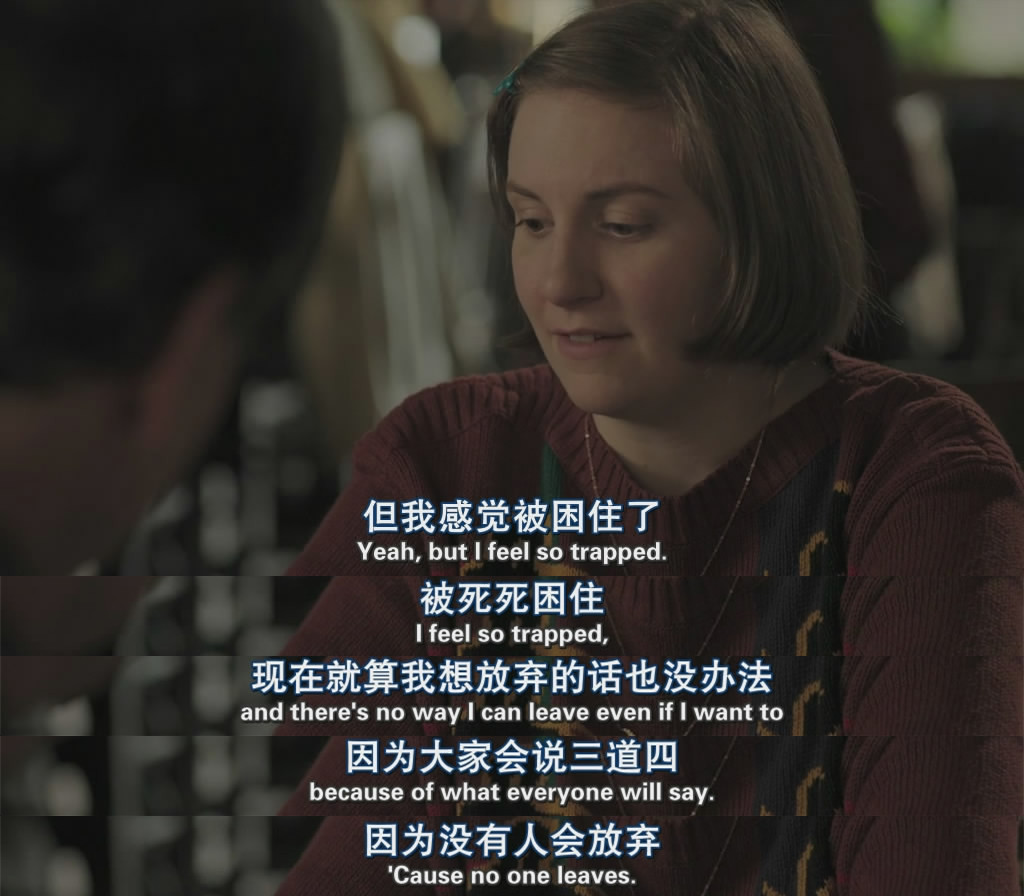 但我感觉被困住了
Yeah, but I feel so trapped.
被死死困住
I feel so trapped,
现在就算我想放弃的话也没办法
and there's no way I can leave even if I want to
因为大家会说三道四
because of what everyone will say.
因为没有人会放弃
'Cause no one leaves.